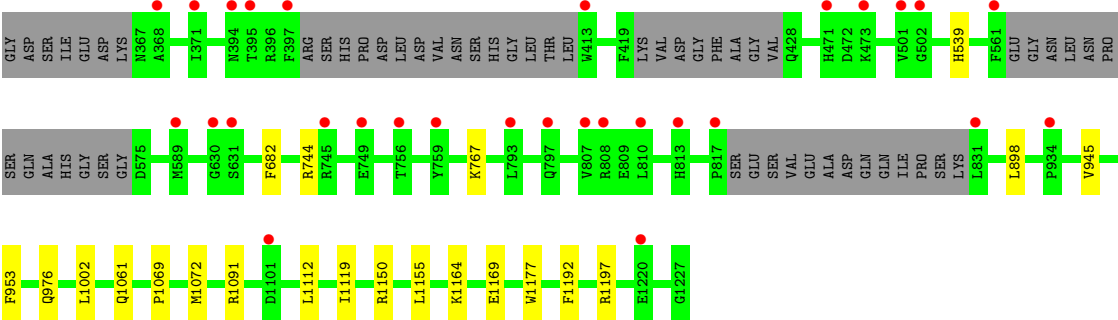 GLY ASP SER ILE GLU ASP LYS N367 A368 I371 N394 T395 R396 F397 ARG SER HIS PRO ASP LEU ASP VAL ASN SER HIS GLY LEU THR LEU W413 F419 LYS VAL ASP GLY PHE ALA GLY VAL Q428 H471 D472 K473 V501 G502 H539 F561 GLU GLY ASN LEU ASN PRO
SER GLN ALA HIS GLY SER GLY D575 M589 G630 S631 F682 R744 R745 E749 T756 Y759 K767 L793 Q797 V807 R808 E809 L810 H813 P817 SER GLU SER VAL GLU ALA ASP GLN GLN ILE PRO SER LYS L831 L898 P934 V945
F953 Q976 L1002 Q1061 P1069 M1072 R1091 D1101 L1112 I1119 R1150 L1155 K1164 E1169 W1177 F1192 R1197 E1220 G1227